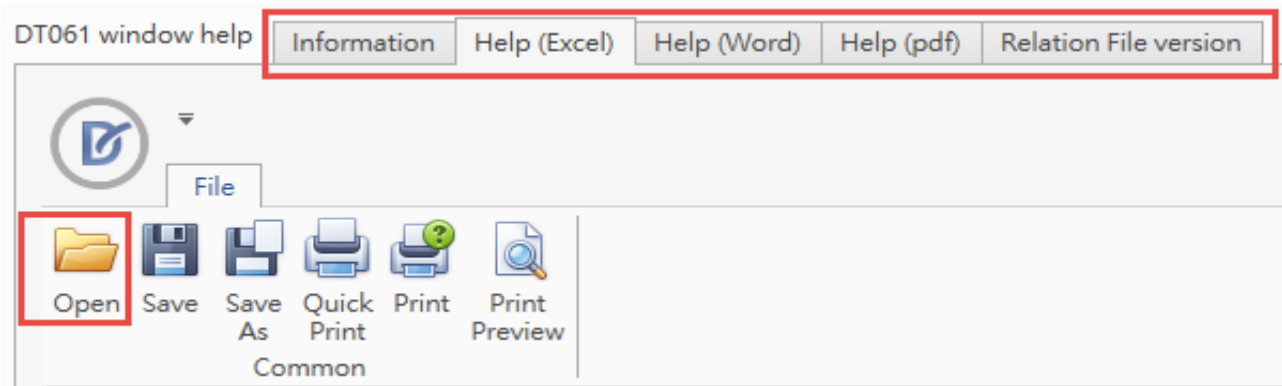 DT061 window help Information Help (Excel) Help (Word) Help (pdf) Relation File version
File
Open Save Save As Quick Print Print Print Preview
Common